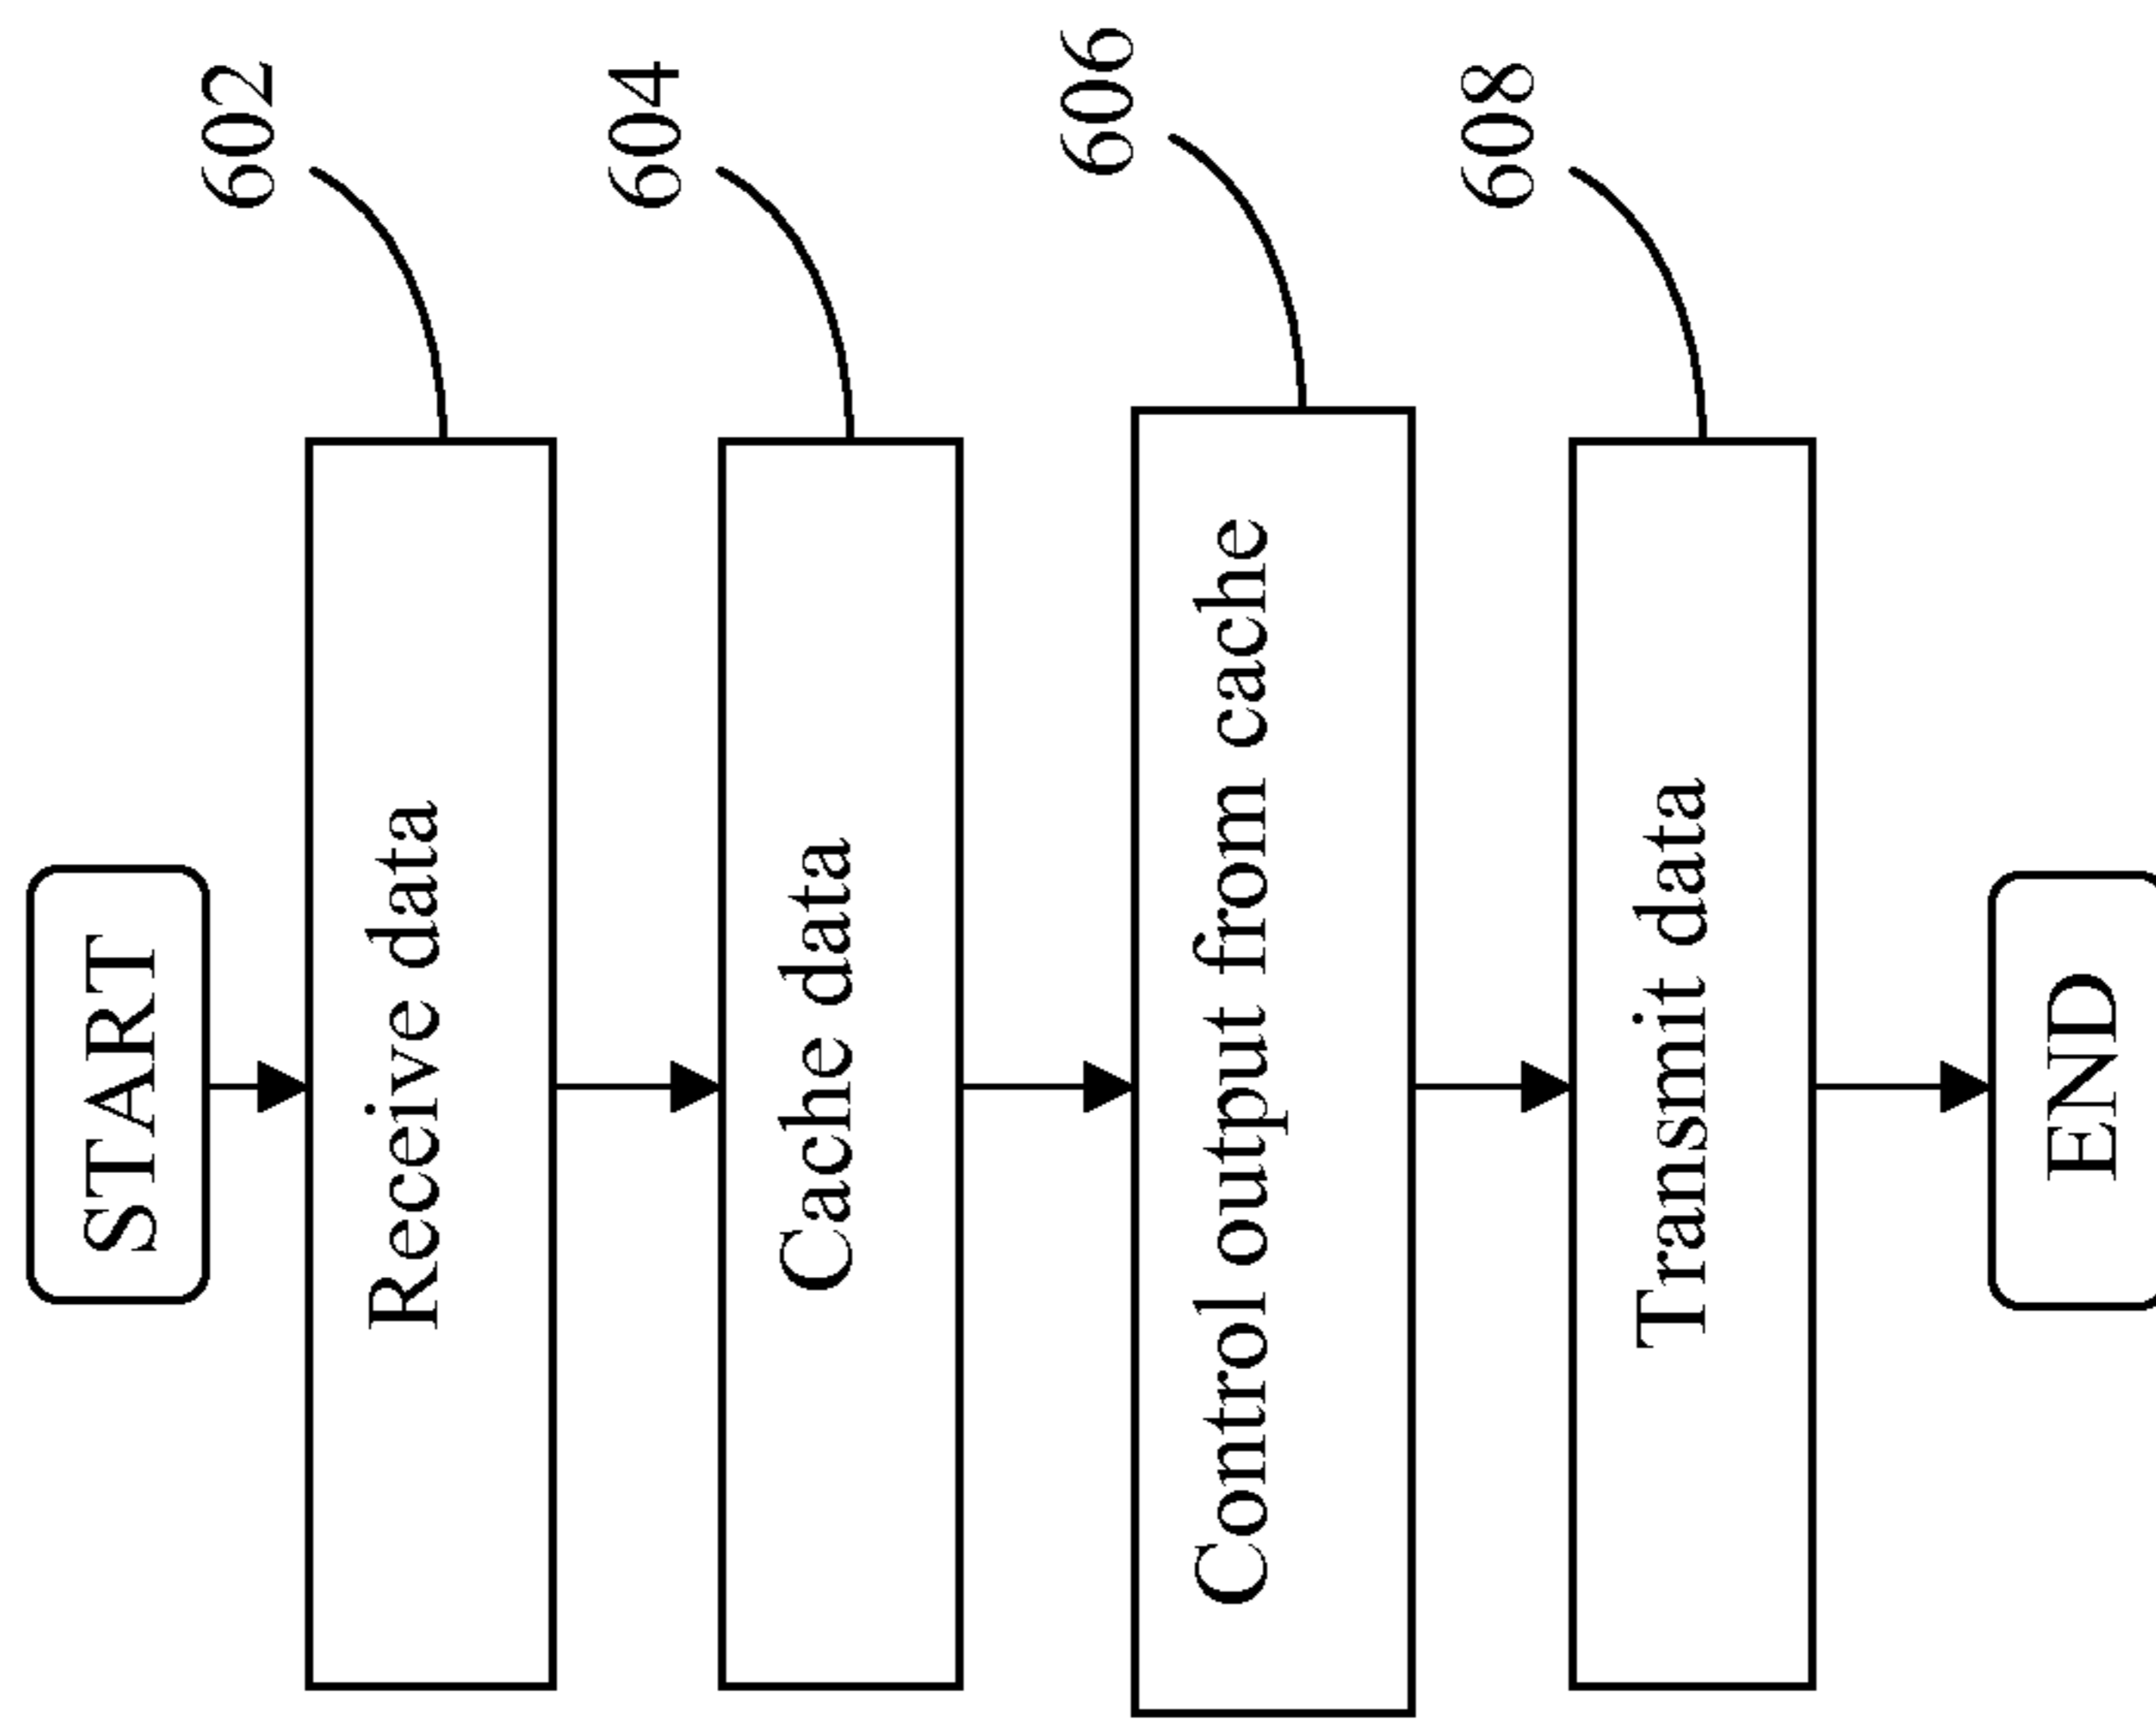 START
602
Receive data
604
Cache data
606
Control output from cache
608
Transmit data
END